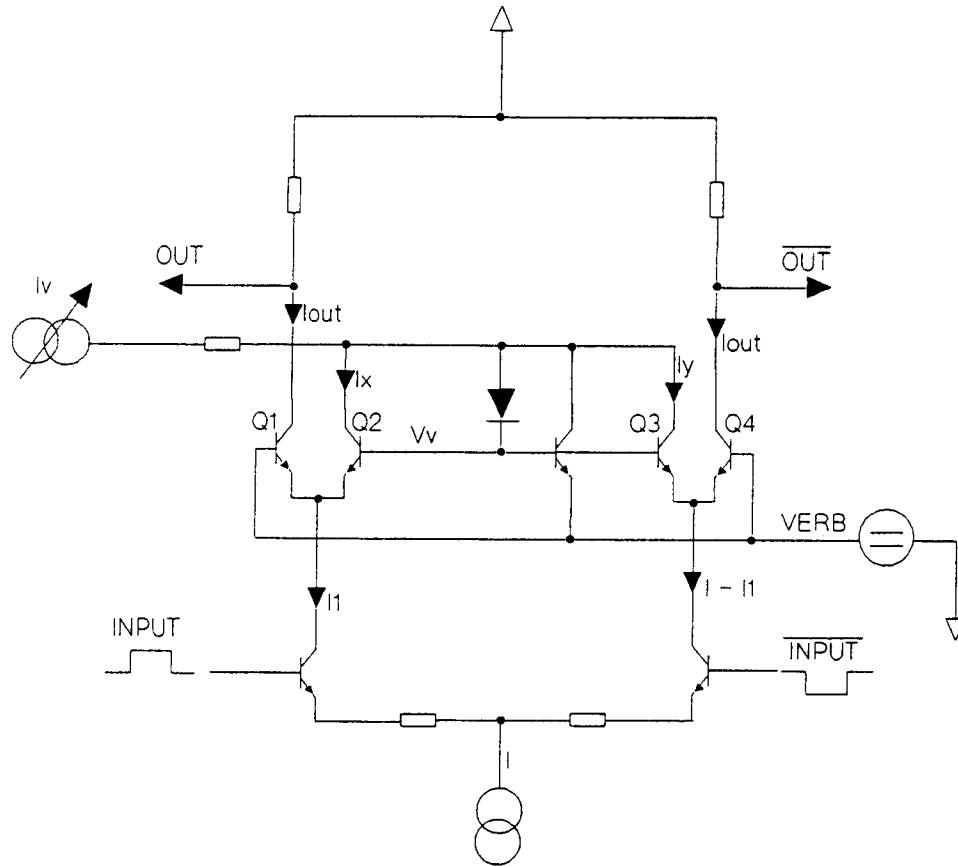 OUT
OUT
Iv
Iout
Iout
Ix
Iy
Q1
Q2
Vv
Q3
Q4
VERB
I1
I - I1
INPUT
INPUT
I